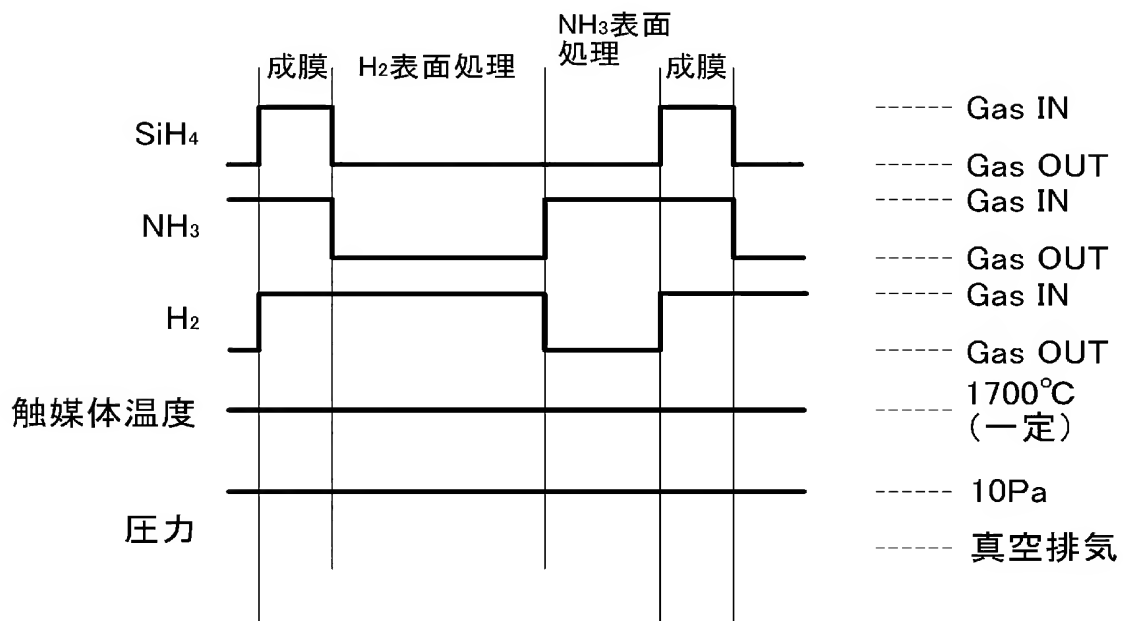 NH₃表面
処理
成膜
H₂表面処理
成膜
SiH₄
Gas IN
Gas OUT
NH₃
Gas IN
Gas OUT
H₂
Gas IN
Gas OUT
触媒体温度
1700℃
（一定）
圧力
10Pa
真空排気